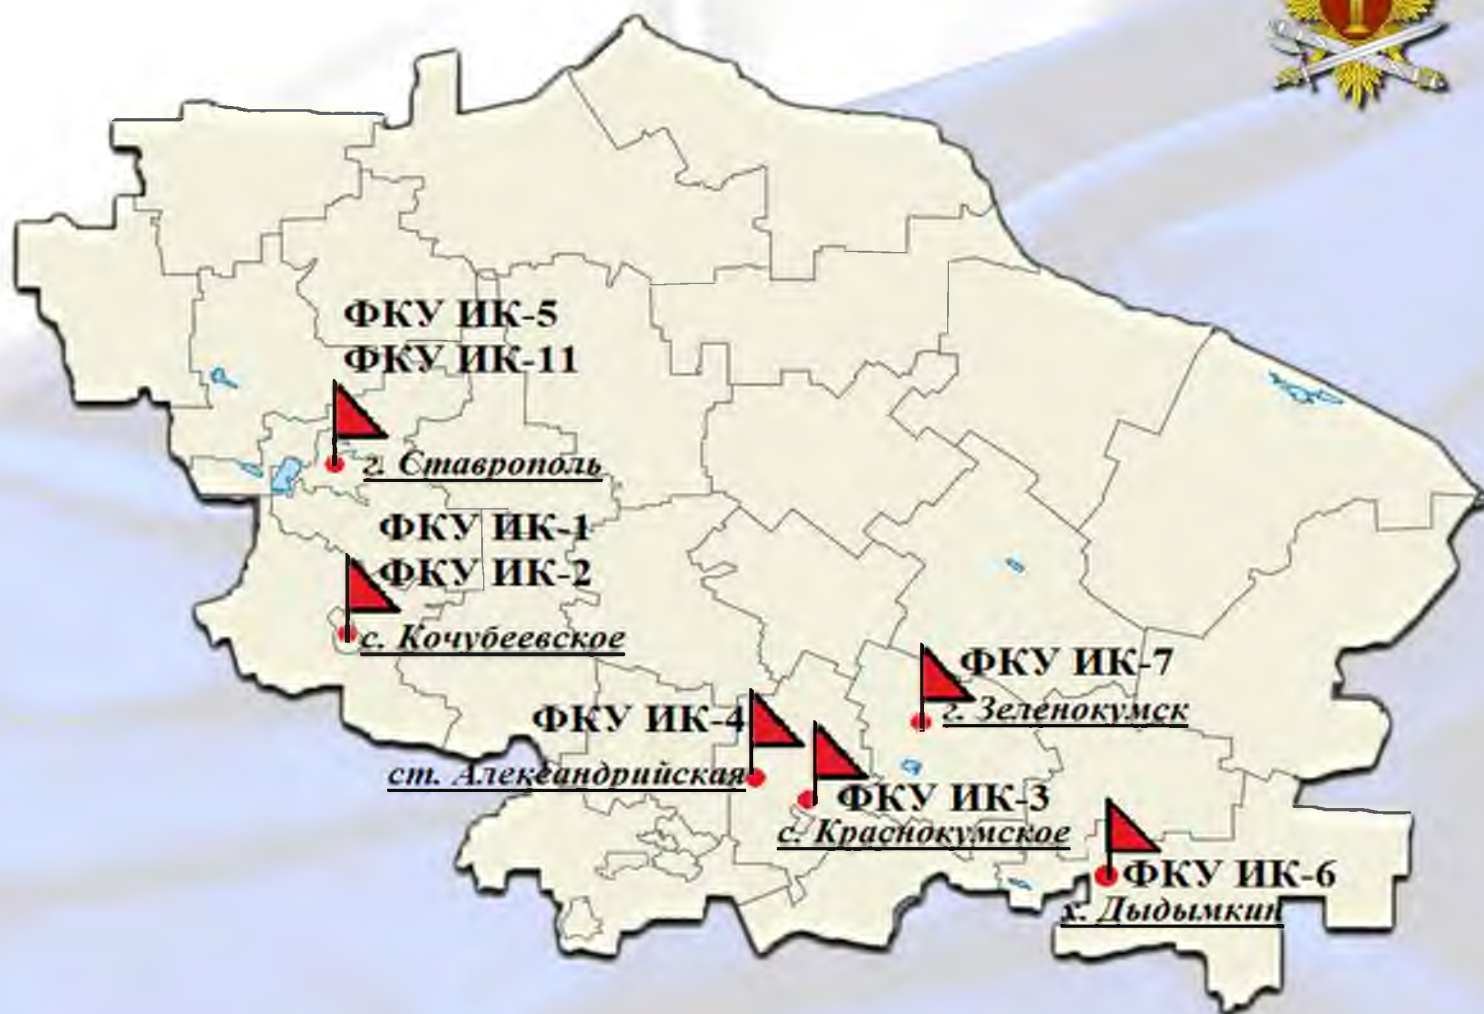 ФКУ ИК-5
ФКУ ИК-11
г. Ставрополь
ФКУ ИК-1
ФКУ ИК-2
с. Кочубеевское
ФКУ ИК-7
г. Зеленокумск
ФКУ ИК-4
ст. Александрийская
ФКУ ИК-3
с. Краснокумское
ФКУ ИК-6
х. Дыдымкин